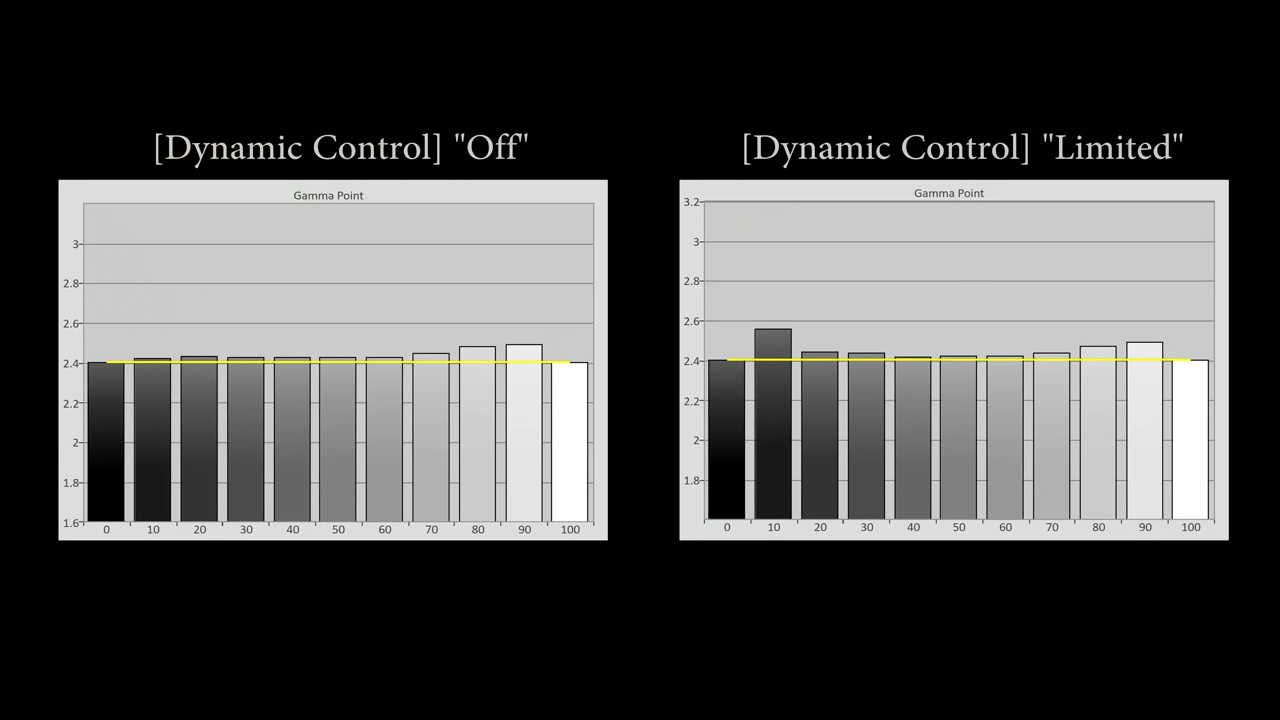 [Dynamic Control] "Off"
Gamma Point
3
2.8
2.6
2.4
2.2
2
1.8
1.6
0 10 20 30 40 50 60 70 80 90 100
[Dynamic Control] "Limited"
Gamma Point
3.2
3
2.8
2.6
2.4
2.2
2
1.8
0 10 20 30 40 50 60 70 80 90 100